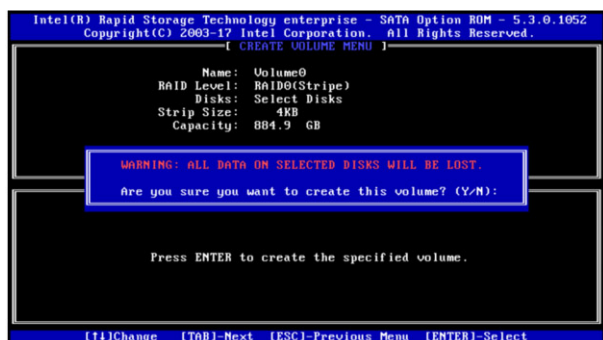 Intel(R) Rapid Storage Technology enterprise - SATA Option ROM - 5.3.0.1052
Copyright(C) 2003-17 Intel Corporation. All Rights Reserved.
[ CREATE VOLUME MENU ]
Name: Volume0
RAID Level: RAID0(Stripe)
Disks: Select Disks
Strip Size: 4KB
Capacity: 884.9 GB
WARNING: ALL DATA ON SELECTED DISKS WILL BE LOST.
Are you sure you want to create this volume? (Y/N):
Press ENTER to create the specified volume.
[↑↓]Change [TAB]-Next [ESC]-Previous Menu [ENTER]-Select